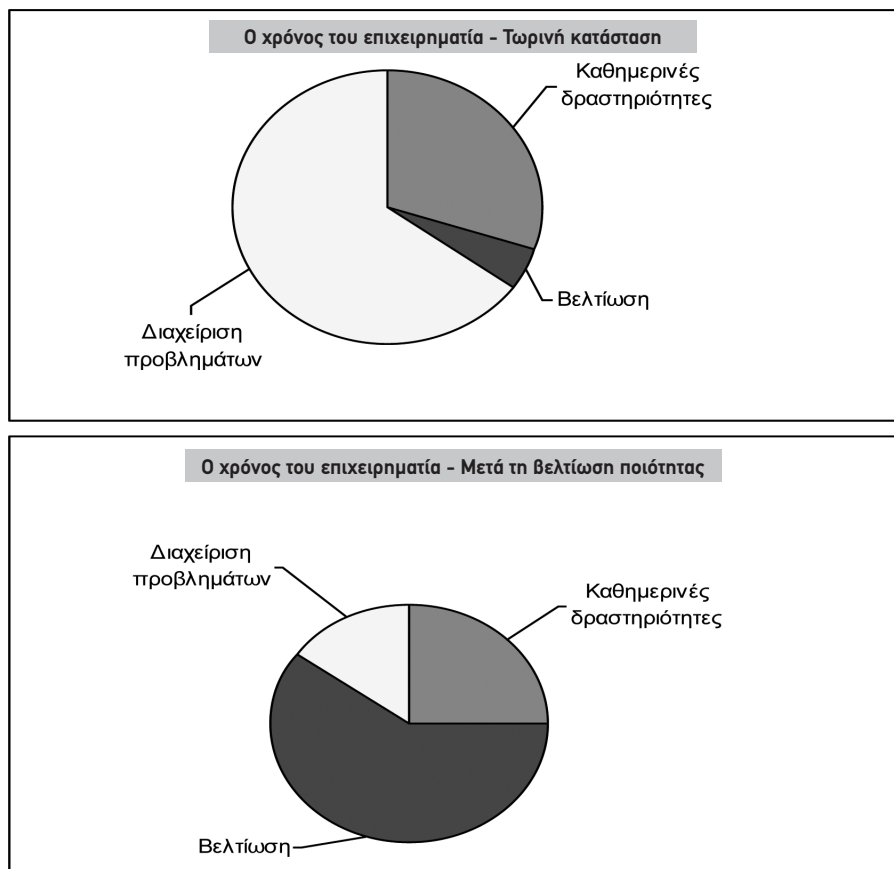 Ο χρόνος του επιχειρηματία - Τωρινή κατάσταση
Καθημερινές
δραστηριότητες
Βελτίωση
Διαχείριση
προβλημάτων
Ο χρόνος του επιχειρηματία - Μετά τη βελτίωση ποιότητας
Διαχείριση
προβλημάτων
Καθημερινές
δραστηριότητες
Βελτίωση